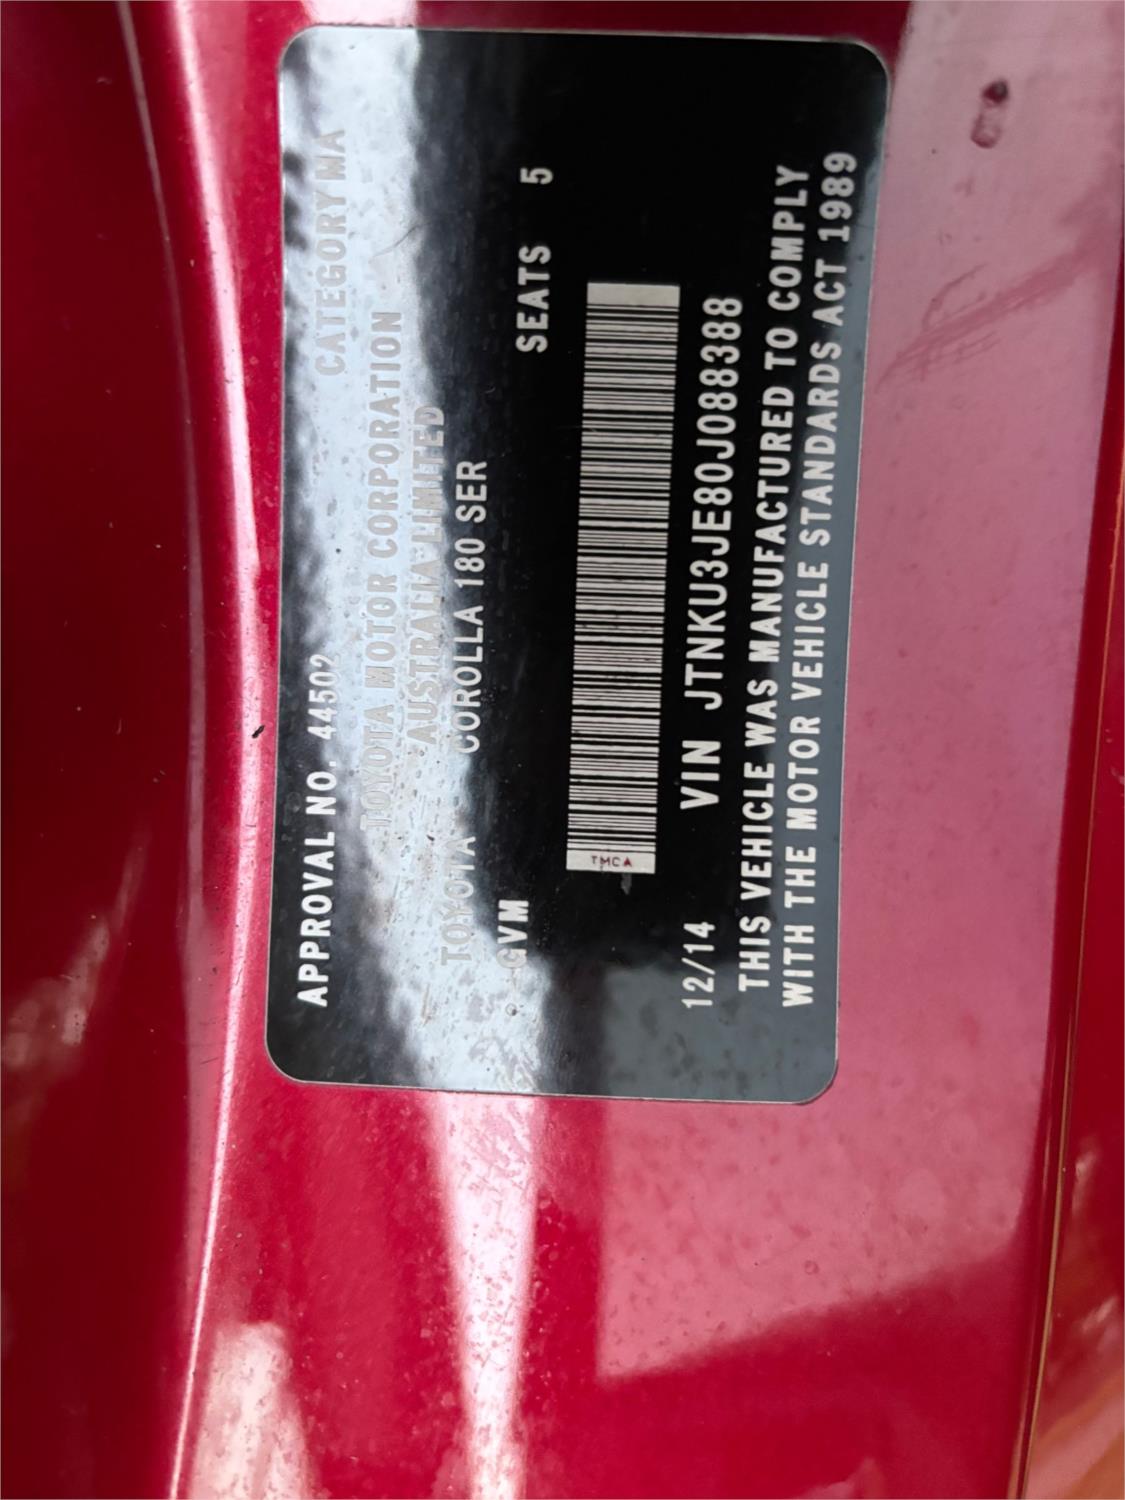 APPROVAL NO. 44502 CATEGORY MA
TOYOTA MOTOR CORPORATION
AUSTRALIA LIMITED
TOYOTA COROLLA 180 SER
GVM SEATS 5
TMCA
12/14 VIN JTNKU3JE80J088388
THIS VEHICLE WAS MANUFACTURED TO COMPLY
WITH THE MOTOR VEHICLE STANDARDS ACT 1989